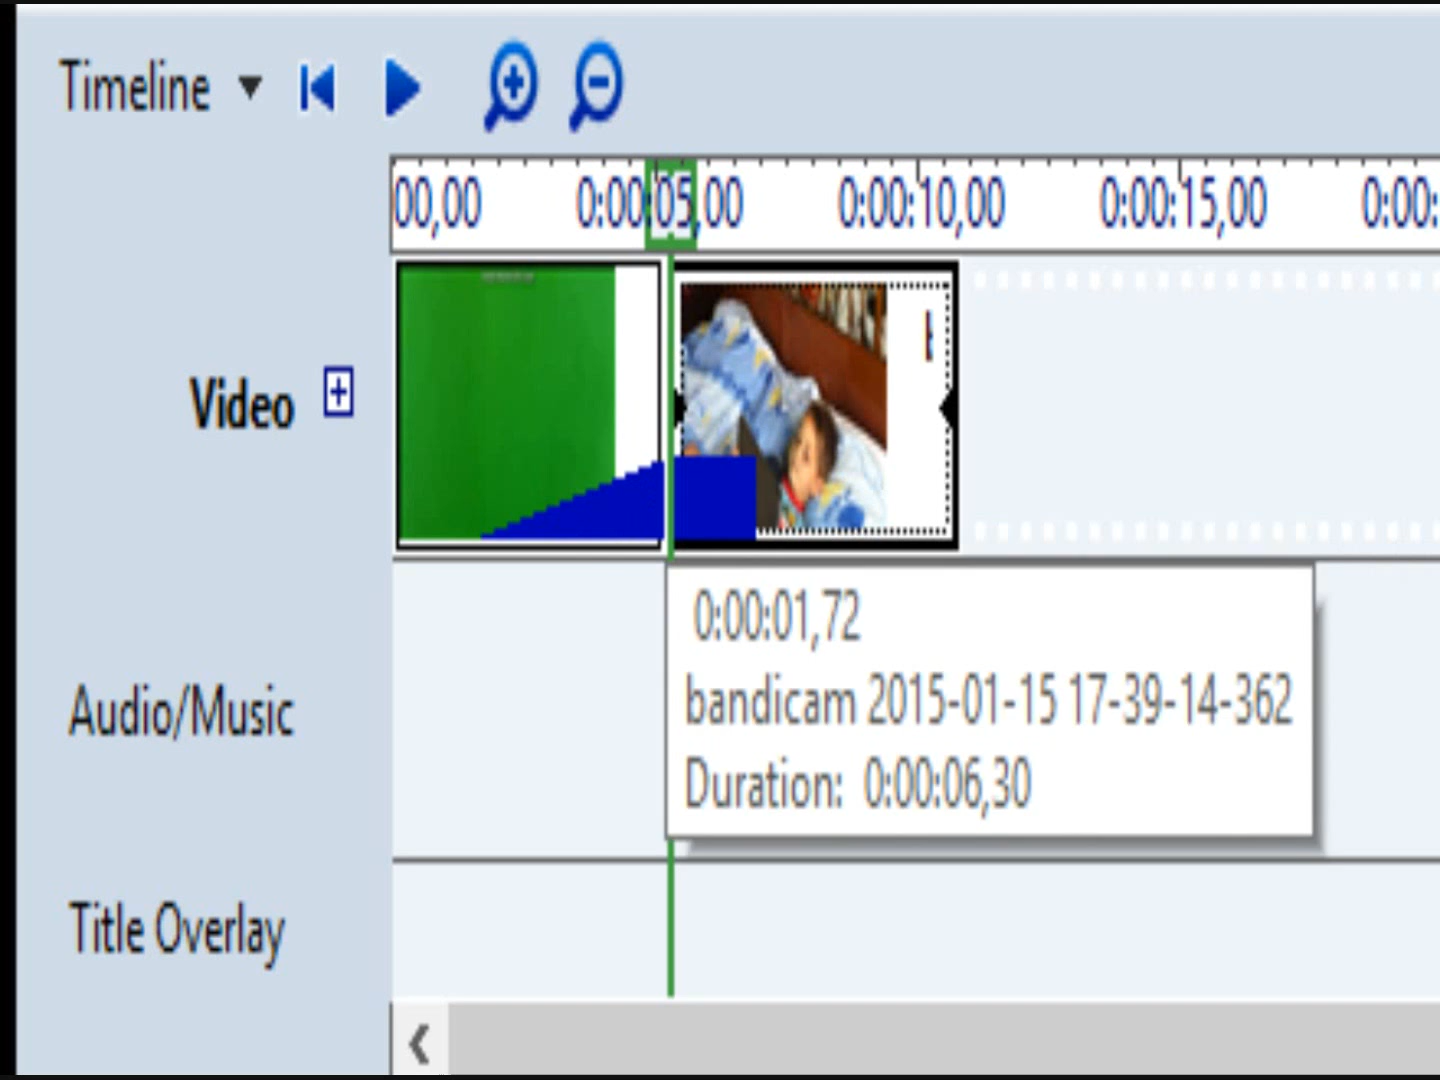 Timeline
00,00 0:00:05,00 0:00:10,00 0:00:15,00 0:00:
Video
0:00:01,72
bandicam 2015-01-15 17-39-14-362
Duration: 0:00:06,30
Audio/Music
Title Overlay